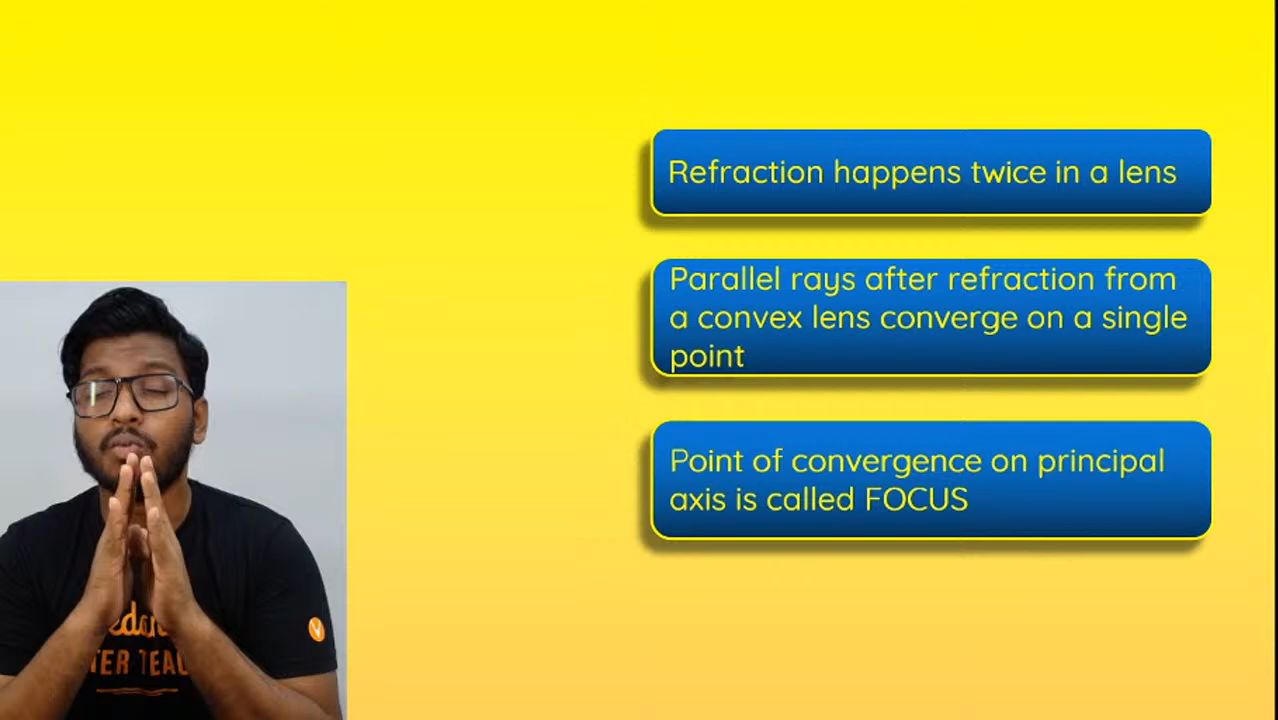 Refraction happens twice in a lens
Parallel rays after refraction from
a convex lens converge on a single
point
Point of convergence on principal
axis is called FOCUS